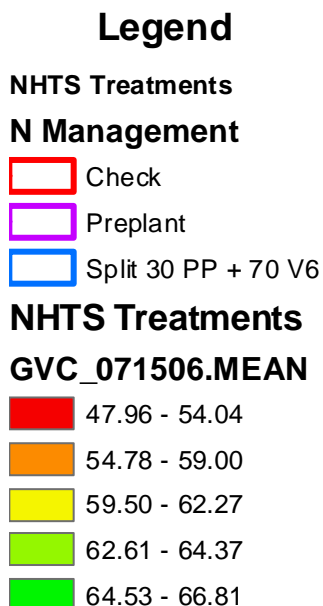 Legend
NHTS Treatments
N Management
Check
Preplant
Split 30 PP + 70 V6
NHTS Treatments
GVC_071506.MEAN
47.96 - 54.04
54.78 - 59.00
59.50 - 62.27
62.61 - 64.37
64.53 - 66.81